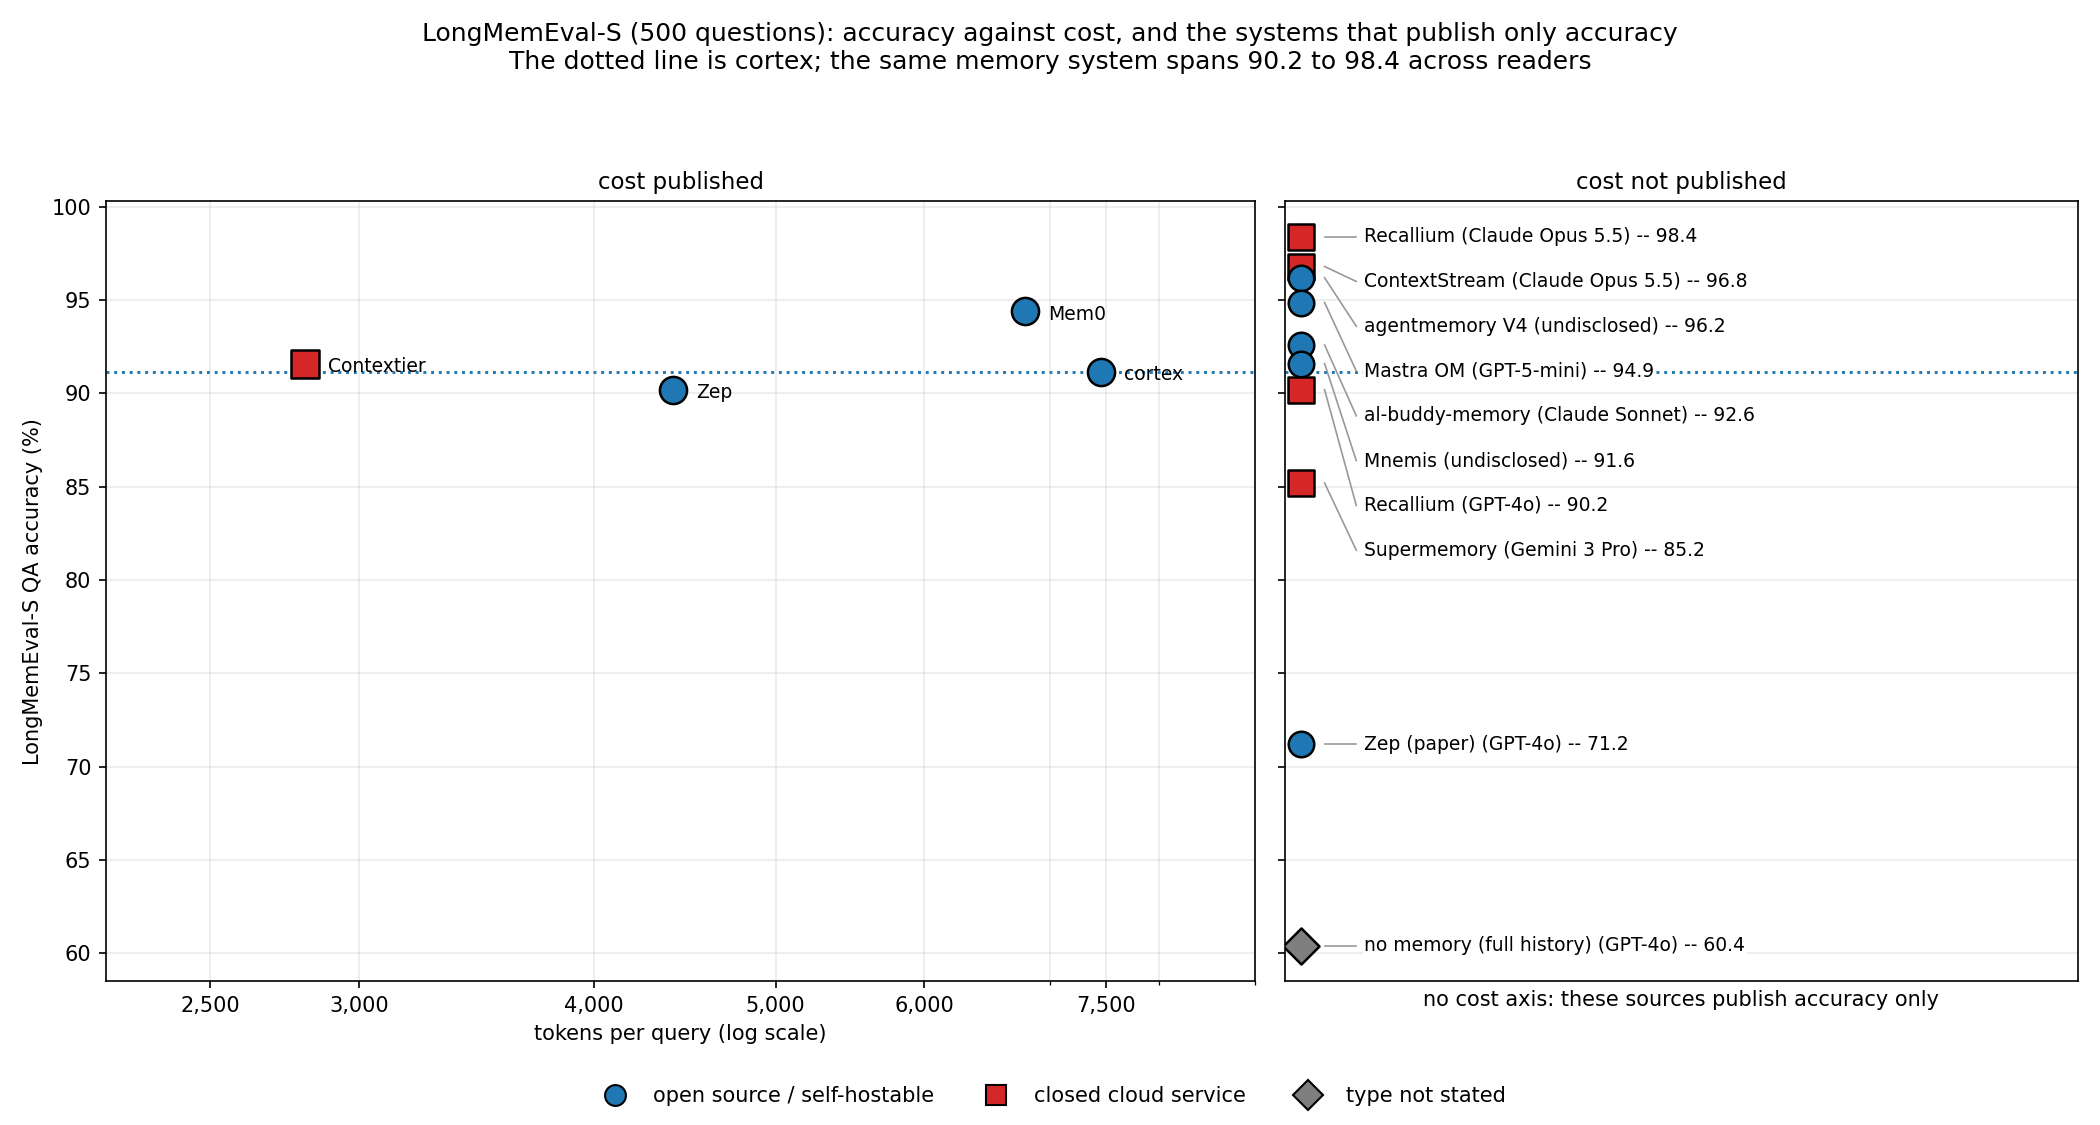 LongMemEval-S (500 questions): accuracy against cost, and the systems that publish only accuracy
The dotted line is cortex; the same memory system spans 90.2 to 98.4 across readers
cost published
LongMemEval-S QA accuracy (%)
100
95
90
85
80
75
70
65
60
Mem0
Contextier
cortex
Zep
2,500
3,000
4,000
5,000
6,000
7,500
tokens per query (log scale)
cost not published
Recallium (Claude Opus 5.5) -- 98.4
ContextStream (Claude Opus 5.5) -- 96.8
agentmemory V4 (undisclosed) -- 96.2
Mastra OM (GPT-5-mini) -- 94.9
al-buddy-memory (Claude Sonnet) -- 92.6
Mnemis (undisclosed) -- 91.6
Recallium (GPT-4o) -- 90.2
Supermemory (Gemini 3 Pro) -- 85.2
Zep (paper) (GPT-4o) -- 71.2
no memory (full history) (GPT-4o) -- 60.4
no cost axis: these sources publish accuracy only
open source / self-hostable
closed cloud service
type not stated